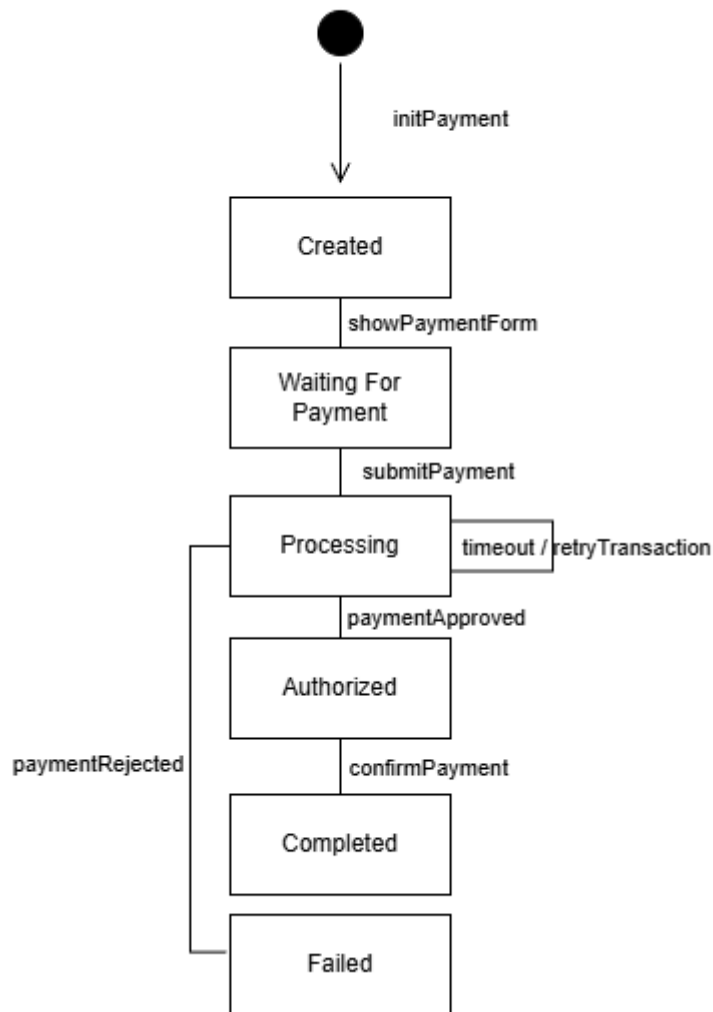 initPayment
Created
showPaymentForm
Waiting For
Payment
submitPayment
Processing
timeout / retryTransaction
paymentApproved
Authorized
paymentRejected
confirmPayment
Completed
Failed